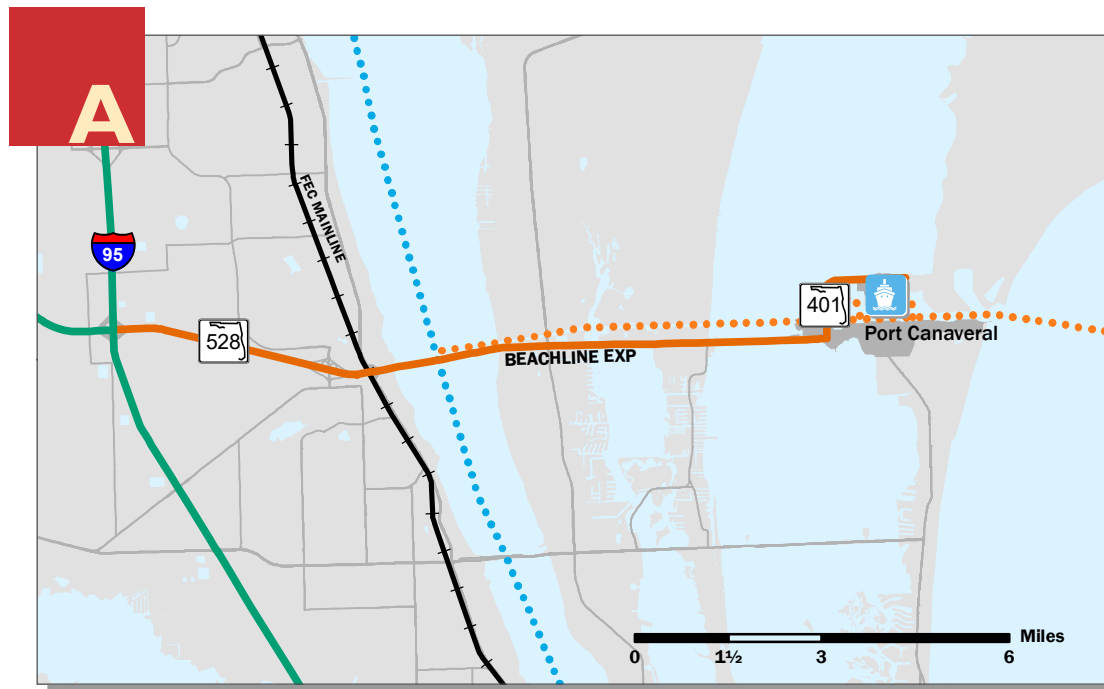 A
FEC MAINLINE
95
401
528
Port Canaveral
BEACHLINE EXP
Miles
0 1½ 3 6